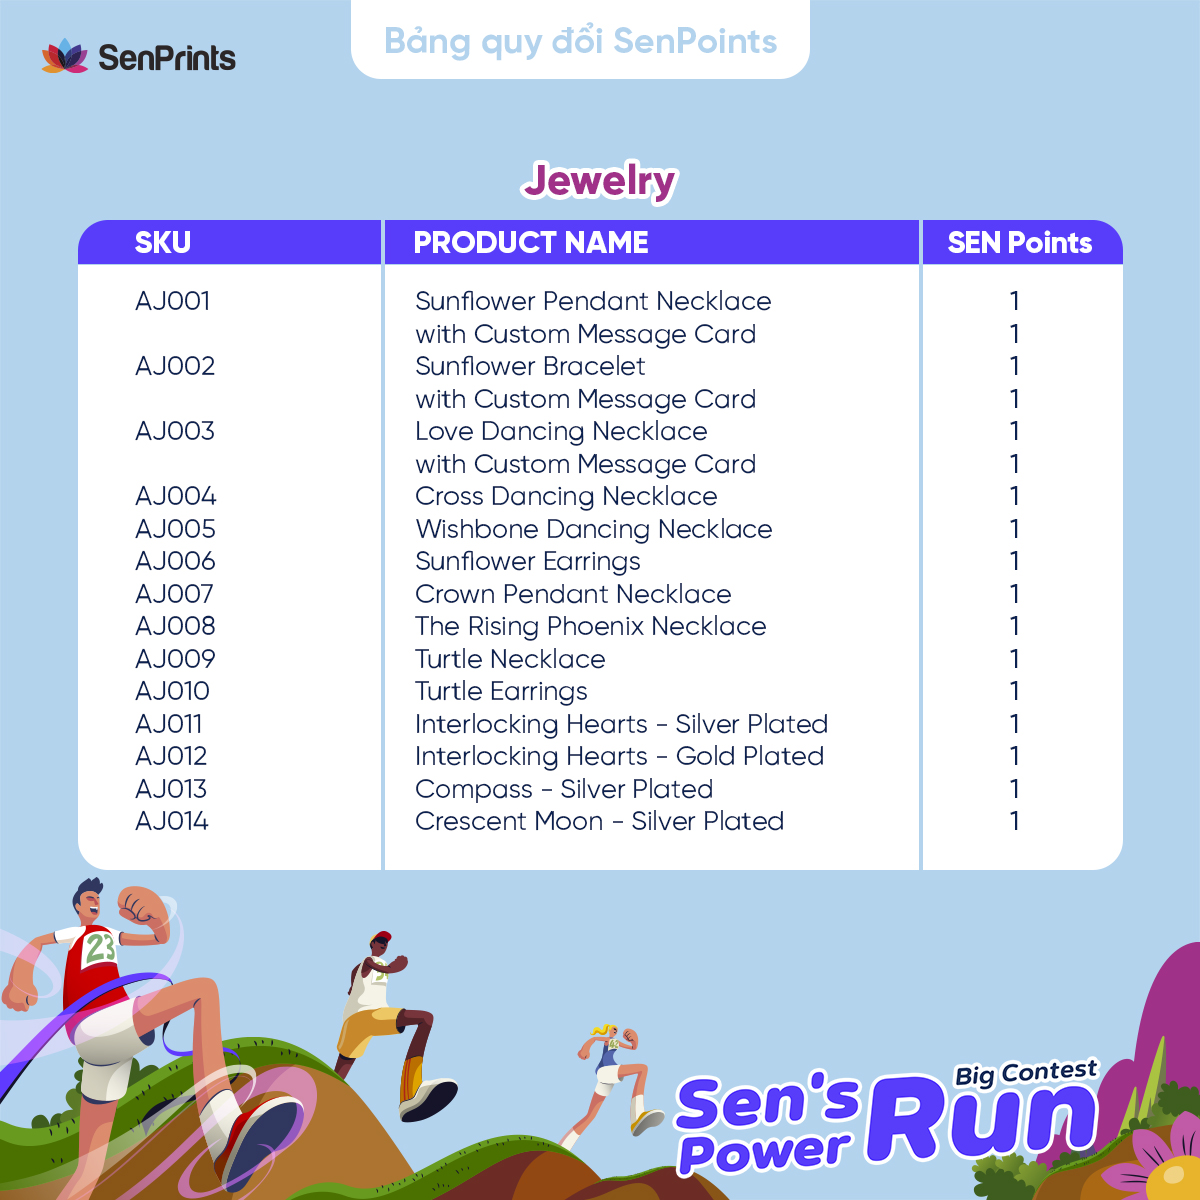 SenPrints
Bảng quy đổi SenPoints
Jewelry
SKU PRODUCT NAME SEN Points
AJ001 Sunflower Pendant Necklace 1
with Custom Message Card 1
AJ002 Sunflower Bracelet 1
with Custom Message Card 1
AJ003 Love Dancing Necklace 1
with Custom Message Card 1
AJ004 Cross Dancing Necklace 1
AJ005 Wishbone Dancing Necklace 1
AJ006 Sunflower Earrings 1
AJ007 Crown Pendant Necklace 1
AJ008 The Rising Phoenix Necklace 1
AJ009 Turtle Necklace 1
AJ010 Turtle Earrings 1
AJ011 Interlocking Hearts - Silver Plated 1
AJ012 Interlocking Hearts - Gold Plated 1
AJ013 Compass - Silver Plated 1
AJ014 Crescent Moon - Silver Plated 1
23
Big Contest
Sen's
Power Run